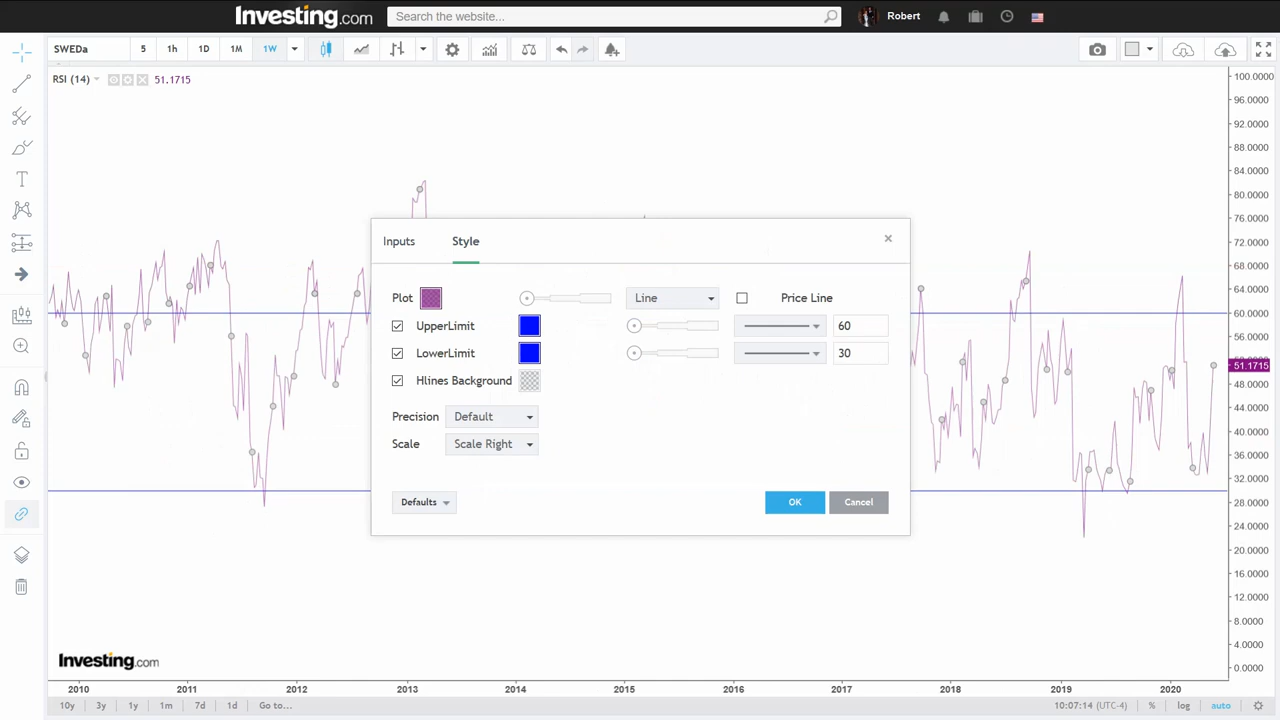 Investing.com Search the website... Robert
SWEDa 5 1h 1D 1M 1W
RSI (14) 51.1715
100.0000
96.0000
92.0000
88.0000
84.0000
80.0000
76.0000
72.0000
68.0000
64.0000
60.0000
51.1715
48.0000
44.0000
40.0000
36.0000
32.0000
28.0000
24.0000
20.0000
16.0000
12.0000
8.0000
4.0000
0.0000
Inputs Style ×
Plot Line Price Line
UpperLimit 60
LowerLimit 30
Hlines Background
Precision Default
Scale Scale Right
Defaults OK Cancel
Investing.com
2010 2011 2012 2013 2014 2015 2016 2017 2018 2019 2020
10y 3y 1y 1m 7d 1d Go to... 10:07:14 (UTC-4) % log auto